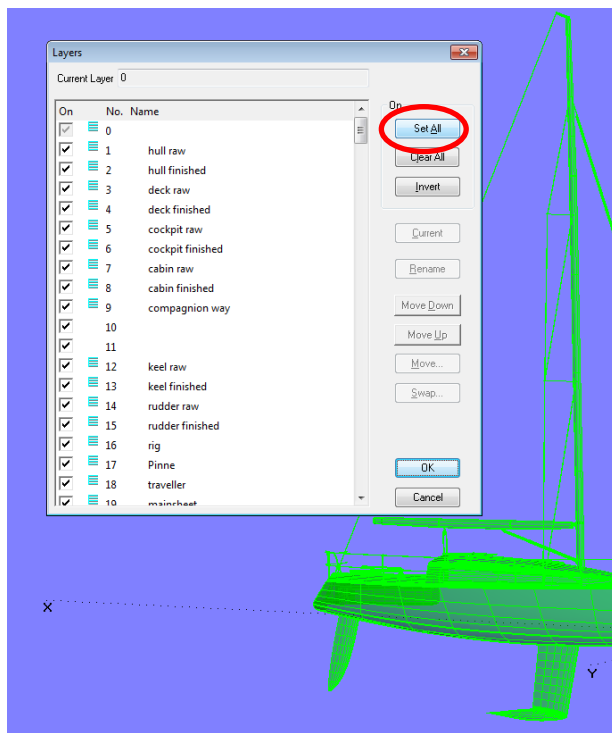 Layers
Current Layer 0
On No. Name
0
1 hull raw
2 hull finished
3 deck raw
4 deck finished
5 cockpit raw
6 cockpit finished
7 cabin raw
8 cabin finished
9 compagnion way
10
11
12 keel raw
13 keel finished
14 rudder raw
15 rudder finished
16 rig
17 Pinne
18 traveller
19 mainsheet
On
Set All
Clear All
Invert
Current
Rename
Move Down
Move Up
Move...
Swap...
OK
Cancel
X
Y